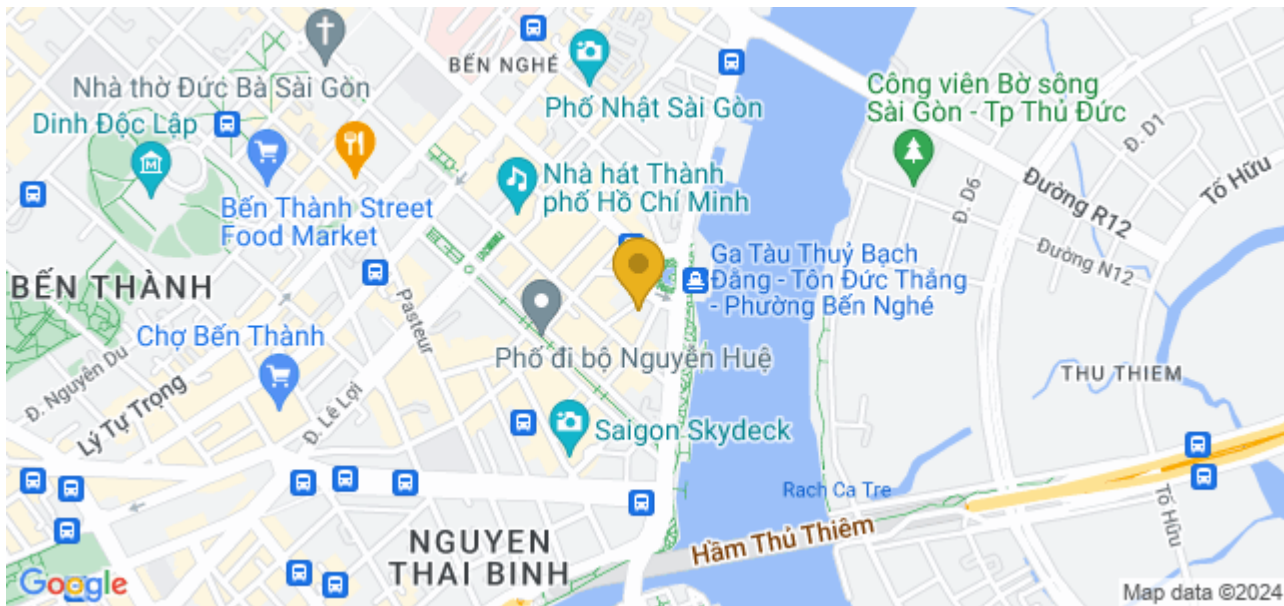 BẾN NGHÉ
Nhà thờ Đức Bà Sài Gòn
Phố Nhật Sài Gòn
Công viên Bờ sông
Sài Gòn - Tp Thủ Đức
Dinh Độc Lập
Đ. D1
Tố Hữu
Nhà hát Thành
phố Hồ Chí Minh
Đ. D6
Đường R12
Bến Thành Street
Food Market
Đường N12
Ga Tàu Thuỷ Bạch
Đằng - Tôn Đức Thắng
- Phường Bến Nghé
BẾN THÀNH
Pasteur
Chợ Bến Thành
Phố đi bộ Nguyễn Huệ
THU THIEM
Đ. Nguyễn Du
Lý Tự Trọng
Đ. Lê Lợi
Saigon Skydeck
Rach Ca Tre
Tố Hữu
Hầm Thủ Thiêm
NGUYEN
THAI BINH
Google
Map data ©2024